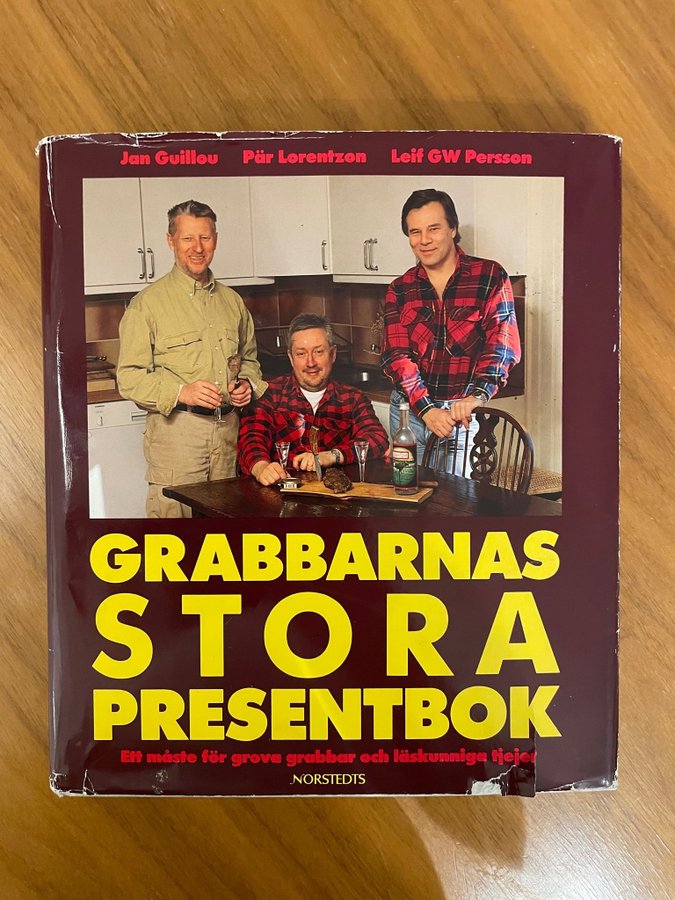 Jan Guillou Pär Lorentzon Leif GW Persson
GRABBARNAS
STORA
PRESENTBOK
Ett måste för grova grabbar och läskunniga tjejer
NORSTEDTS